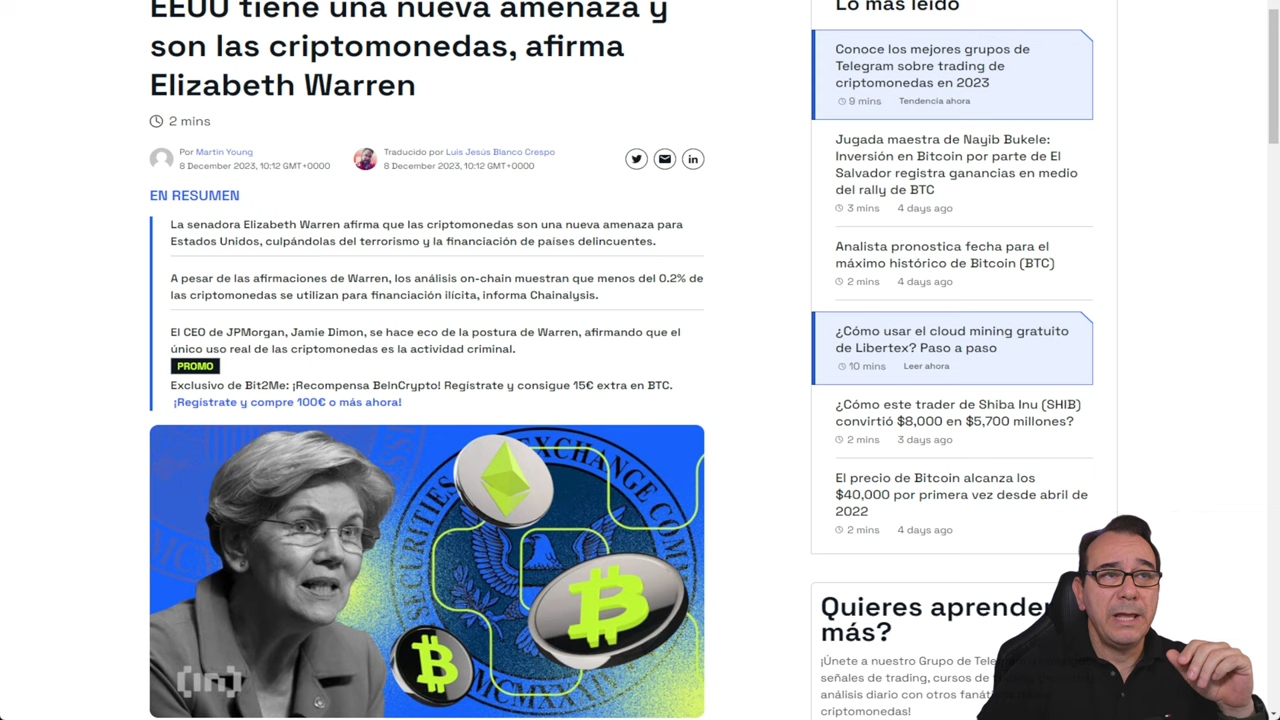 EEUU tiene una nueva amenaza y
son las criptomonedas, afirma
Elizabeth Warren
2 mins
Por Martin Young
8 December 2023, 10:12 GMT+0000
Traducido por Luis Jesús Blanco Crespo
8 December 2023, 10:12 GMT+0000
in
EN RESUMEN
La senadora Elizabeth Warren afirma que las criptomonedas son una nueva amenaza para
Estados Unidos, culpándolas del terrorismo y la financiación de países delincuentes.
A pesar de las afirmaciones de Warren, los análisis on-chain muestran que menos del 0.2% de
las criptomonedas se utilizan para financiación ilícita, informa Chainalysis.
El CEO de JPMorgan, Jamie Dimon, se hace eco de la postura de Warren, afirmando que el
único uso real de las criptomonedas es la actividad criminal.
PROMO
Exclusivo de Bit2Me: ¡Recompensa BeInCrypto! Regístrate y consigue 15€ extra en BTC.
¡Regístrate y compre 100€ o más ahora!
SECURITIES
EXCHANGE COM
MCMXXXIV
[in]
Lo más leído
Conoce los mejores grupos de
Telegram sobre trading de
criptomonedas en 2023
9 mins Tendencia ahora
Jugada maestra de Nayib Bukele:
Inversión en Bitcoin por parte de El
Salvador registra ganancias en medio
del rally de BTC
3 mins 4 days ago
Analista pronostica fecha para el
máximo histórico de Bitcoin (BTC)
2 mins 4 days ago
¿Cómo usar el cloud mining gratuito
de Libertex? Paso a paso
10 mins Leer ahora
¿Cómo este trader de Shiba Inu (SHIB)
convirtió $8,000 en $5,700 millones?
2 mins 3 days ago
El precio de Bitcoin alcanza los
$40,000 por primera vez desde abril de
2022
2 mins 4 days ago
Quieres aprender
más?
¡Únete a nuestro Grupo de
señales de trading, cursos de
análisis diario con otros
criptomonedas!